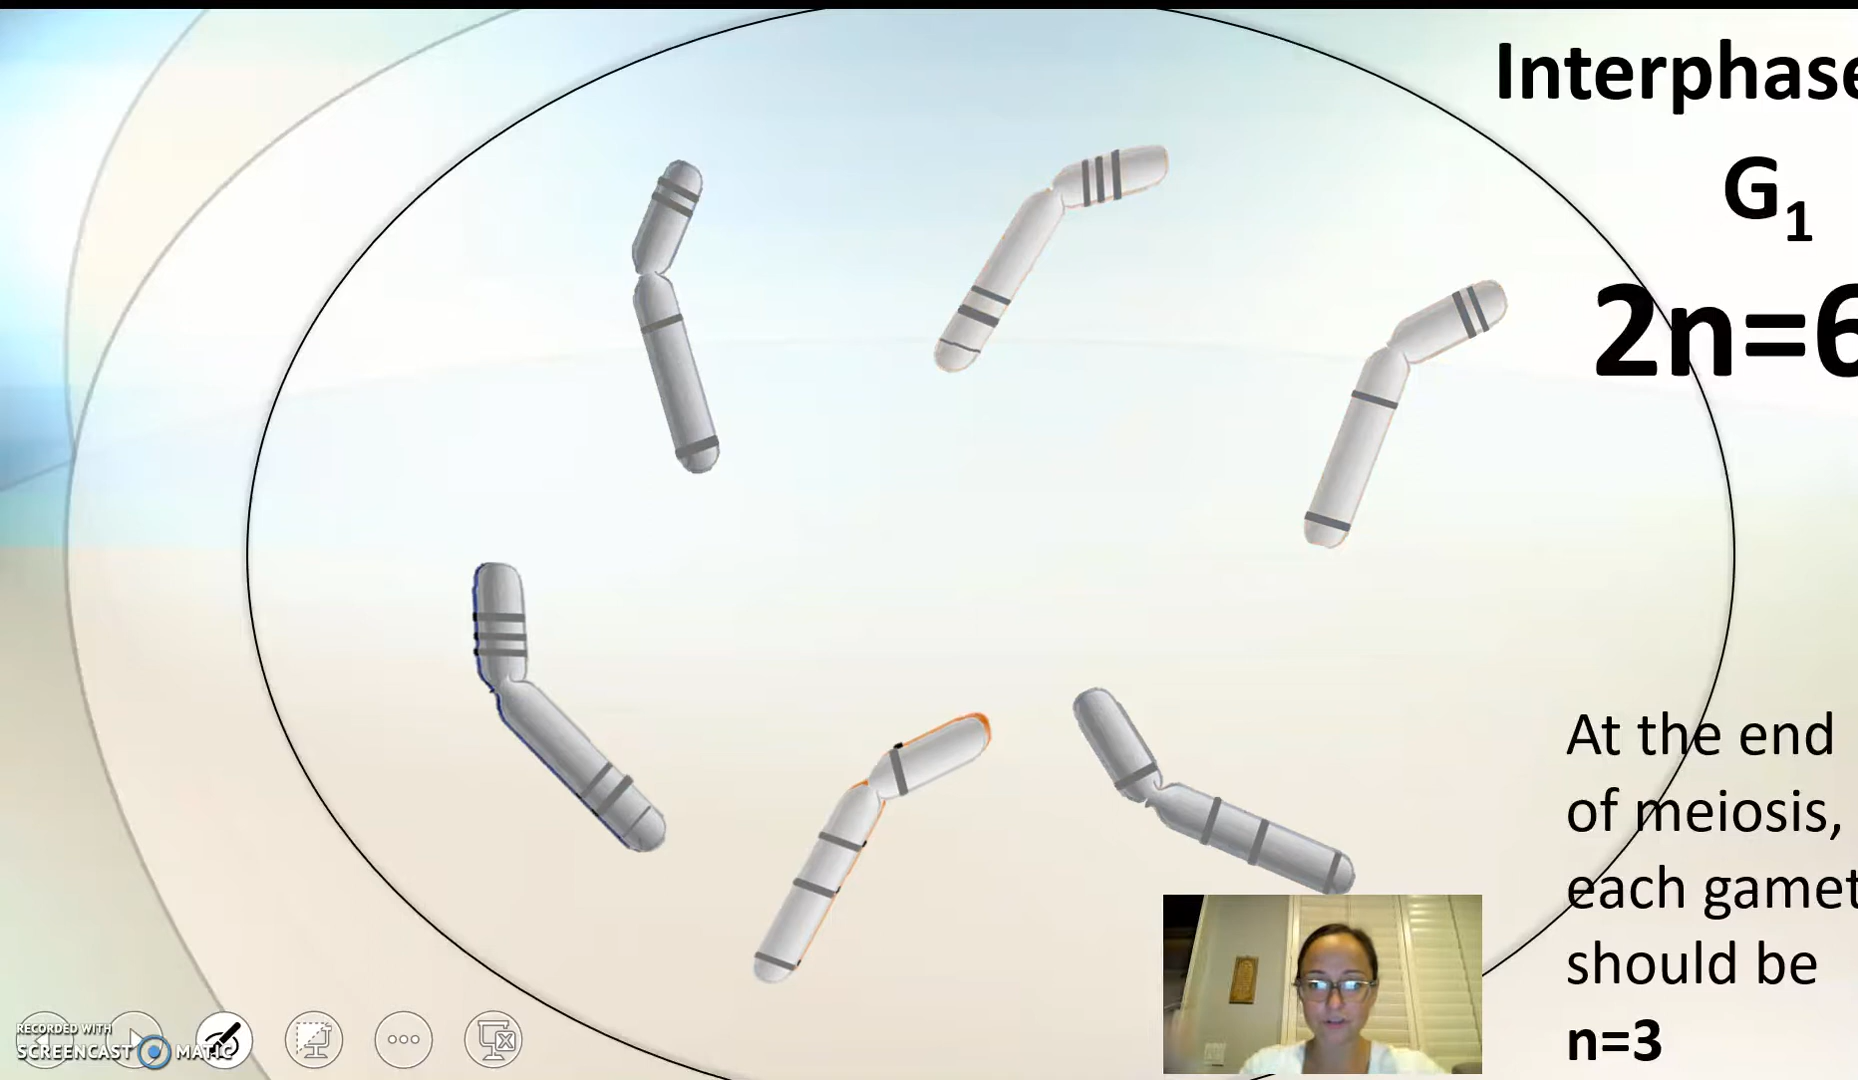 Interphase
G₁
2n=6
At the end
of meiosis,
each gamet
should be
n=3
RECORDED WITH
SCREENCAST MATIC